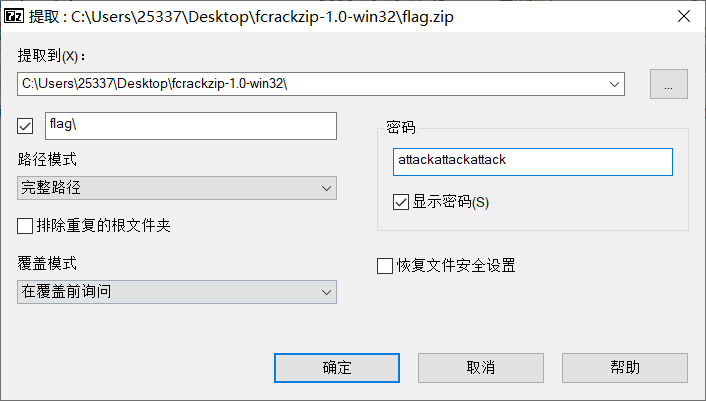 7z 提取 : C:\Users\25337\Desktop\fcrackzip-1.0-win32\flag.zip
提取到(X)：
C:\Users\25337\Desktop\fcrackzip-1.0-win32\
...
flag\
密码
attackattackattack
路径模式
完整路径
显示密码(S)
排除重复的根文件夹
覆盖模式
恢复文件安全设置
在覆盖前询问
确定
取消
帮助